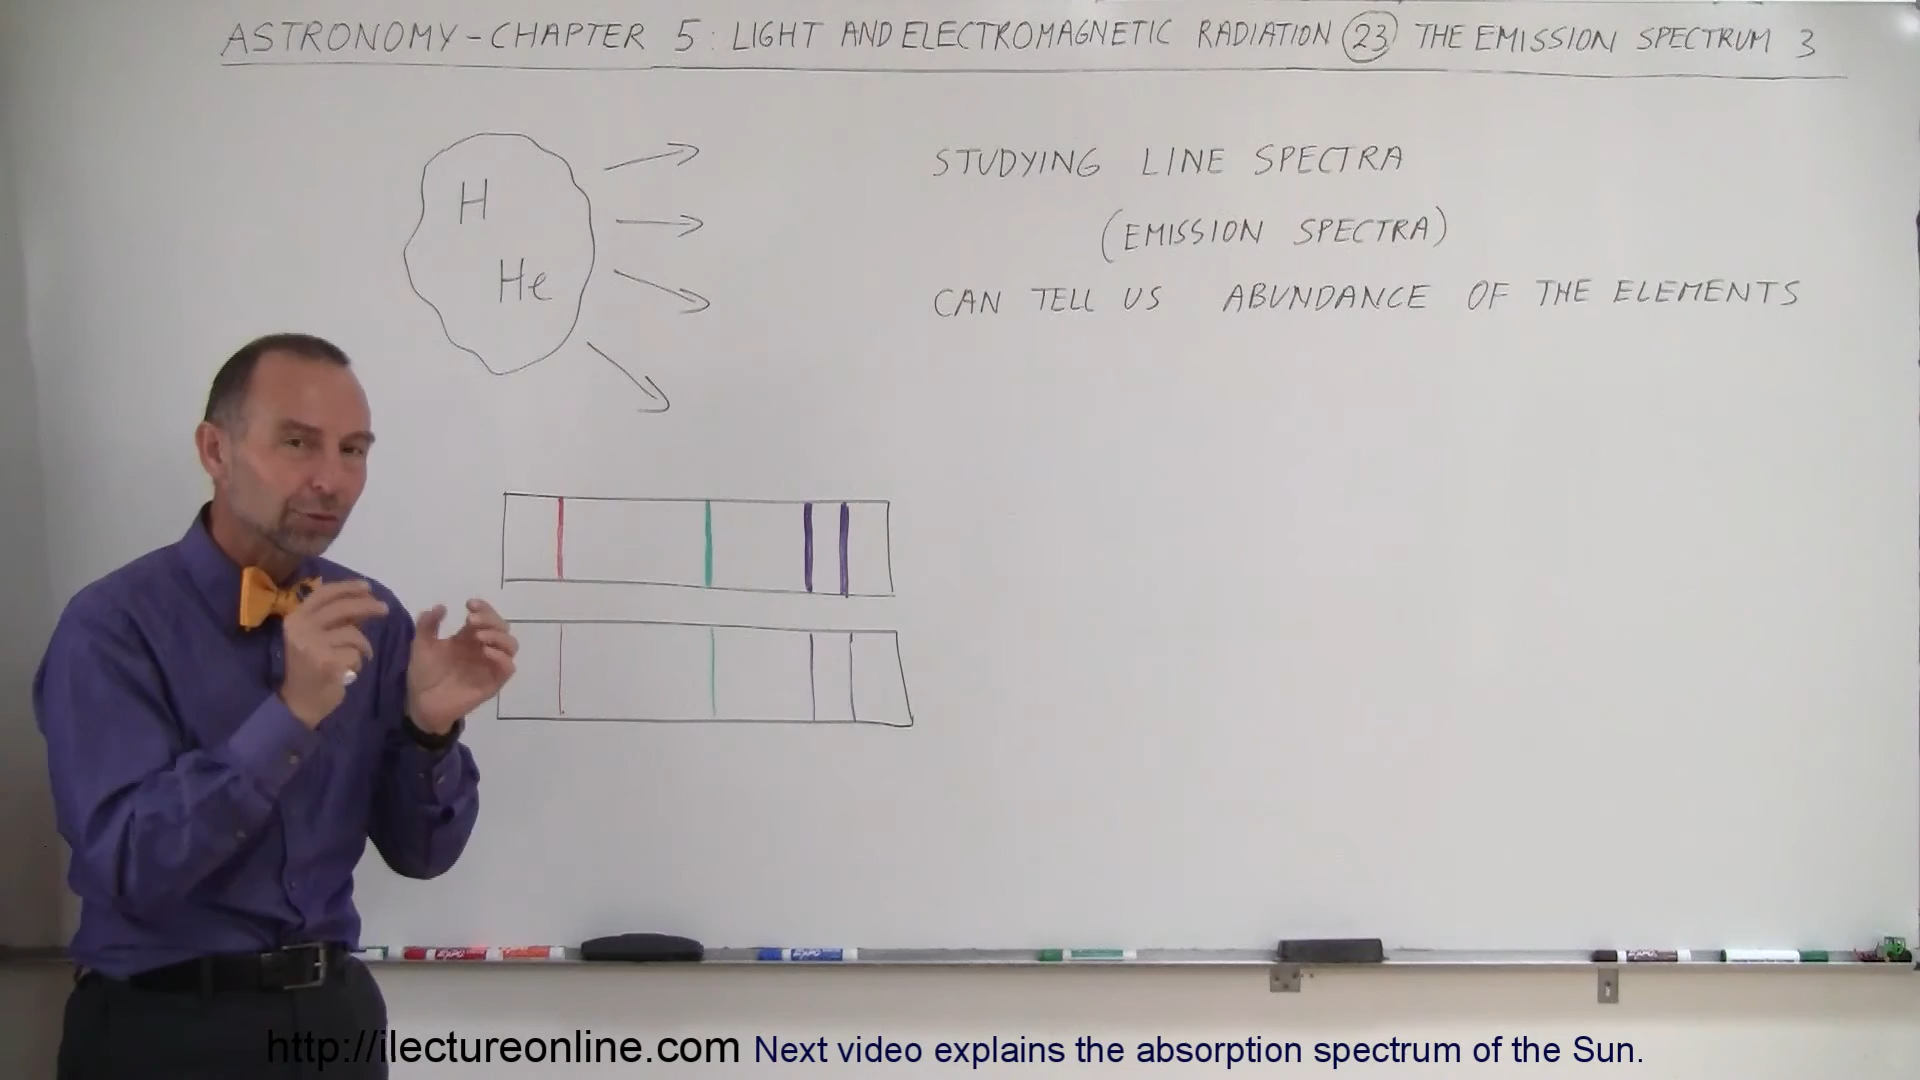 ASTRONOMY - CHAPTER 5 : LIGHT AND ELECTROMAGNETIC RADIATION 23 THE EMISSION SPECTRUM 3
H
He
STUDYING LINE SPECTRA
(EMISSION SPECTRA)
CAN TELL US ABUNDANCE OF THE ELEMENTS
http://ilectureonline.com Next video explains the absorption spectrum of the Sun.